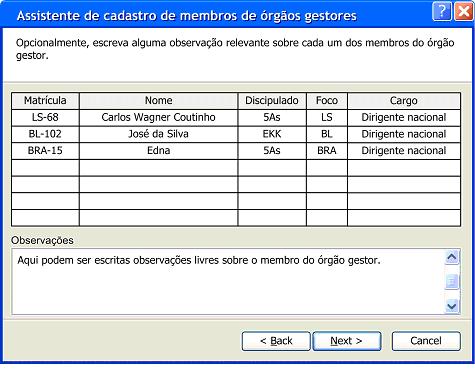 Assistente de cadastro de membros de órgãos gestores
Opcionalmente, escreva alguma observação relevante sobre cada um dos membros do órgão
gestor.
Matrícula Nome Discipulado Foco Cargo
LS-68 Carlos Wagner Coutinho 5As LS Dirigente nacional
BL-102 José da Silva EKK BL Dirigente nacional
BRA-15 Edna 5As BRA Dirigente nacional
Observações
Aqui podem ser escritas observações livres sobre o membro do órgão gestor.
< Back Next > Cancel